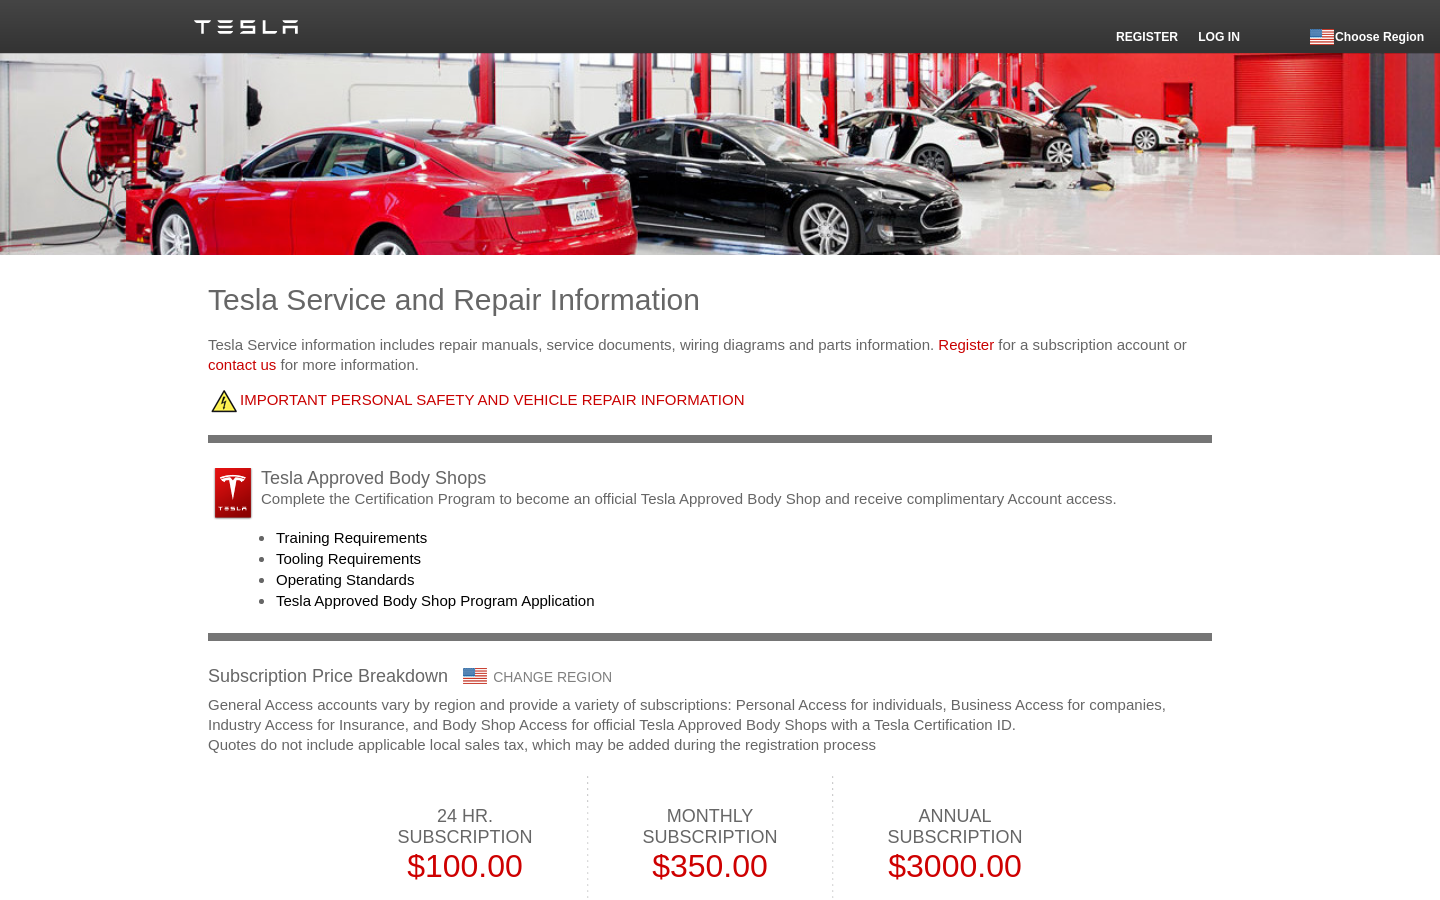 TESLA
REGISTER LOG IN Choose Region
Tesla Service and Repair Information
Tesla Service information includes repair manuals, service documents, wiring diagrams and parts information. Register for a subscription account or
contact us for more information.
IMPORTANT PERSONAL SAFETY AND VEHICLE REPAIR INFORMATION
Tesla Approved Body Shops
Complete the Certification Program to become an official Tesla Approved Body Shop and receive complimentary Account access.
TESLA
Training Requirements
Tooling Requirements
Operating Standards
Tesla Approved Body Shop Program Application
Subscription Price Breakdown CHANGE REGION
General Access accounts vary by region and provide a variety of subscriptions: Personal Access for individuals, Business Access for companies,
Industry Access for Insurance, and Body Shop Access for official Tesla Approved Body Shops with a Tesla Certification ID.
Quotes do not include applicable local sales tax, which may be added during the registration process
24 HR.
SUBSCRIPTION
$100.00
MONTHLY
SUBSCRIPTION
$350.00
ANNUAL
SUBSCRIPTION
$3000.00